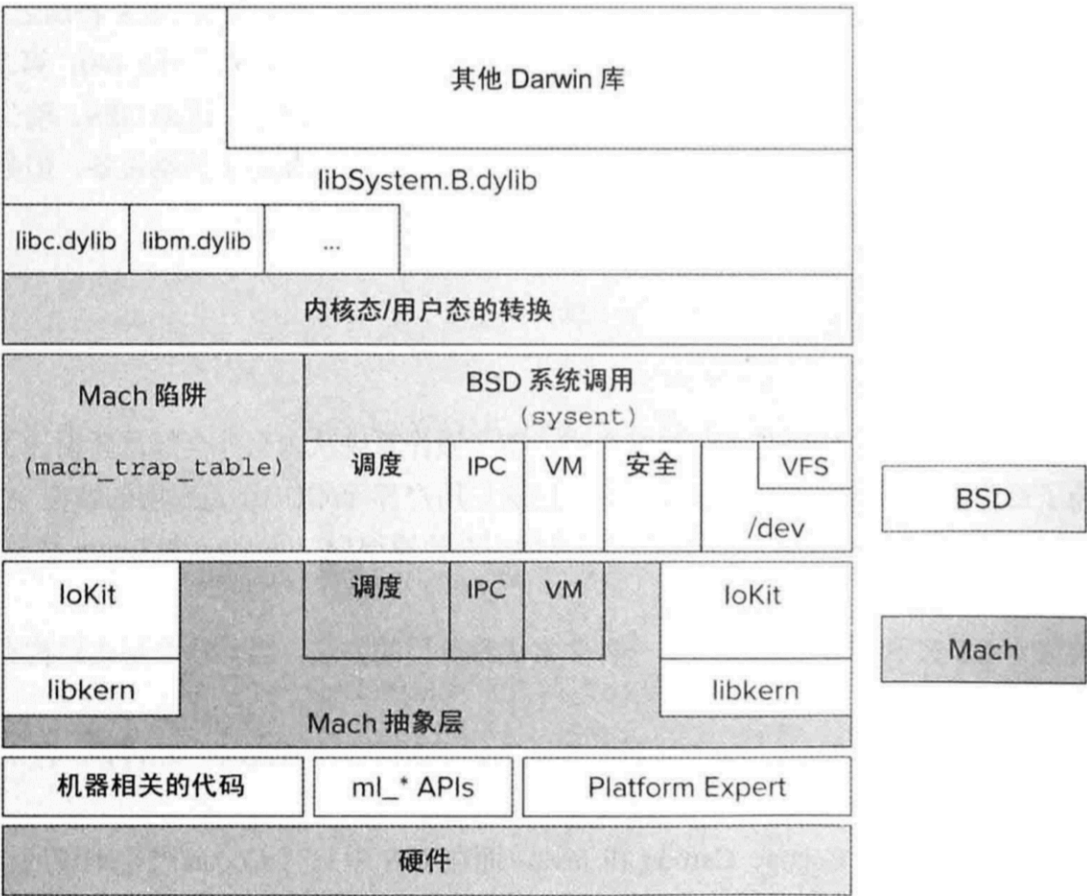 其他 Darwin 库
libSystem.B.dylib
libc.dylib libm.dylib ...
内核态/用户态的转换
Mach 陷阱
(mach_trap_table)
BSD 系统调用
(sysent)
调度 IPC VM 安全 VFS
/dev
BSD
IoKit 调度 IPC VM IoKit
Mach
libkern libkern
Mach 抽象层
机器相关的代码 ml_* APIs Platform Expert
硬件